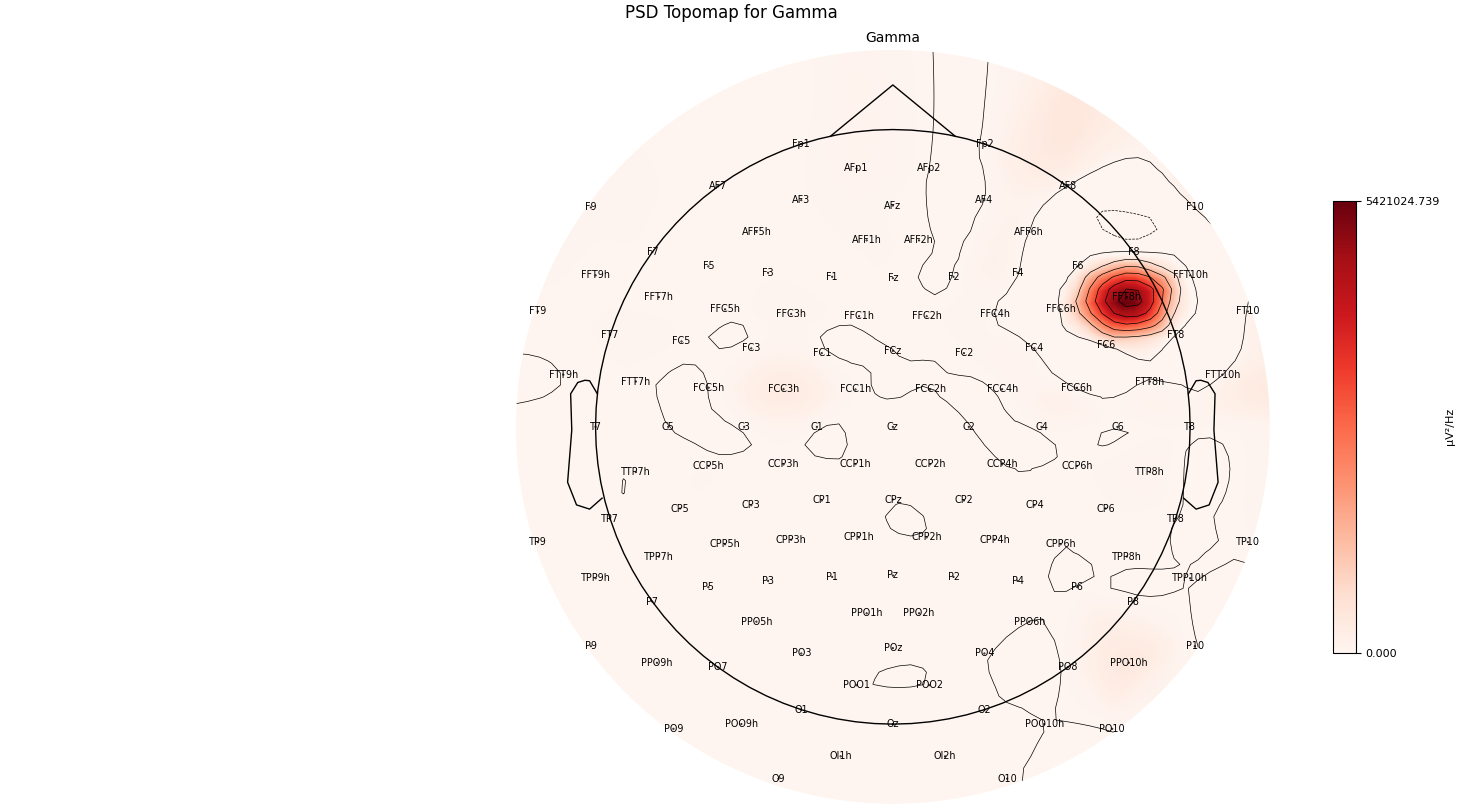 PSD Topomap for Gamma
Gamma
Fp1 Fp2
AFp1 AFp2
AF7 AF8
AF3 AFz AF4
F9 F10
AFF5h AFF1h AFF2h AFF6h
F7 F8
F5 F3 F1 Fz F2 F4 F6
FFT9h FFT10h
FFT7h FFT8h
FT9 FFC5h FFC3h FFC1h FFC2h FFC4h FFC6h FT10
FT7 FT8
FC5 FC3 FC1 FCz FC2 FC4 FC6
FTT9h FTT10h
FTT7h FCC5h FCC3h FCC1h FCC2h FCC4h FCC6h FTT8h
T7 C5 C3 C1 Cz C2 C4 C6 T8
TTP7h CCP5h CCP3h CCP1h CCP2h CCP4h CCP6h TTP8h
CP5 CP3 CP1 CPz CP2 CP4 CP6
TP7 TP8
TP9 CPP5h CPP3h CPP1h CPP2h CPP4h CPP6h TP10
TPP7h TPP8h
TPP9h P5 P3 P1 Pz P2 P4 P6 TPP10h
P7 P8
PPO5h PPO1h PPO2h PPO6h
P9 PO3 POz PO4 P10
PPO9h PO7 PO8 PPO10h
POO1 POO2
O1 O2
PO9 POO9h Oz POO10h PO10
OI1h OI2h
O9 O10
5421024.739
0.000
µV²/Hz